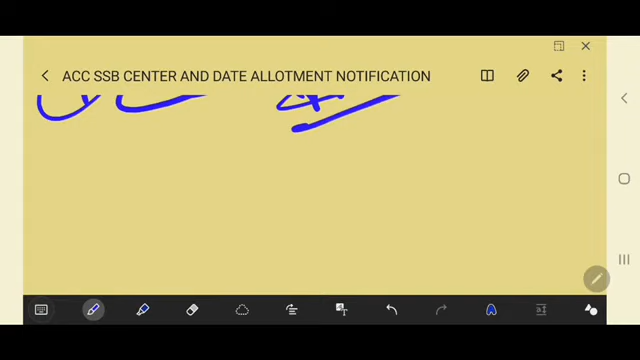 ACC SSB CENTER AND DATE ALLOTMENT NOTIFICATION